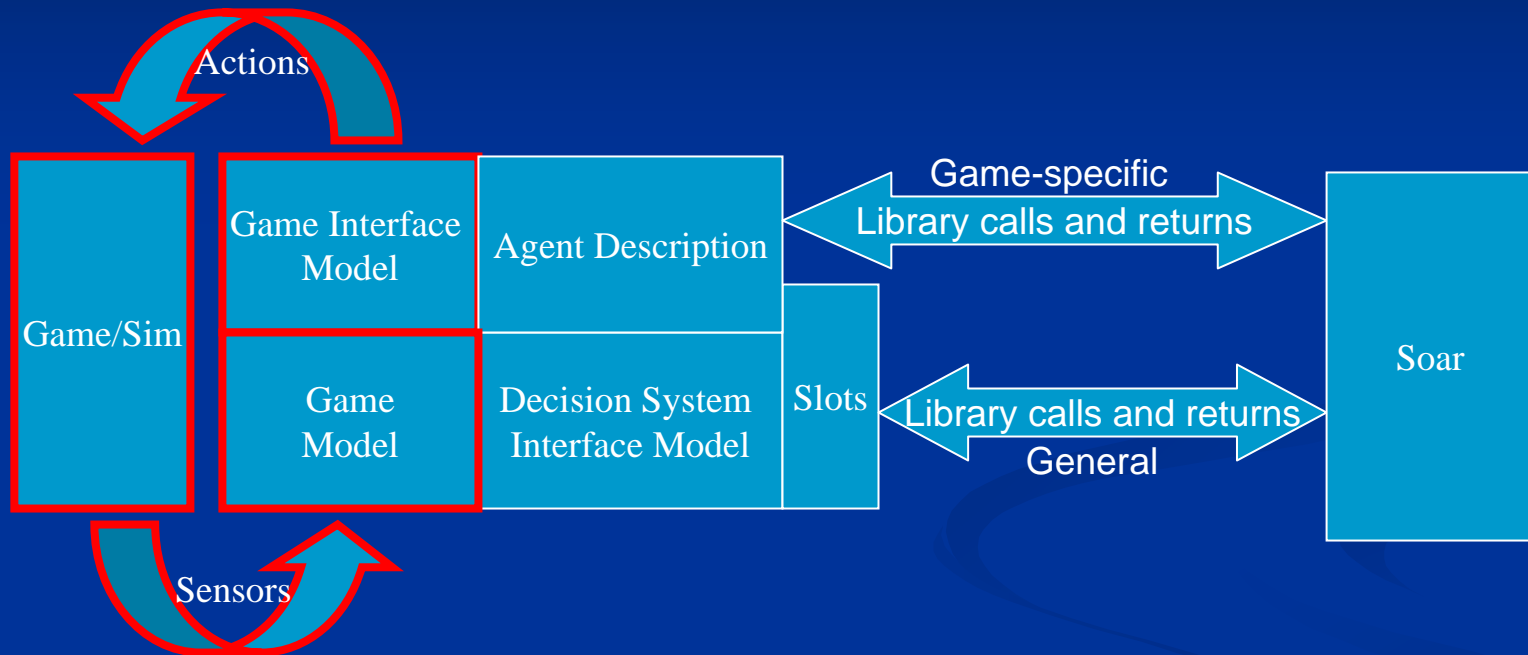 Actions
Game/Sim
Game Interface
Model
Agent Description
Game-specific
Library calls and returns
Game
Model
Decision System
Interface Model
Slots
Library calls and returns
General
Soar
Sensors